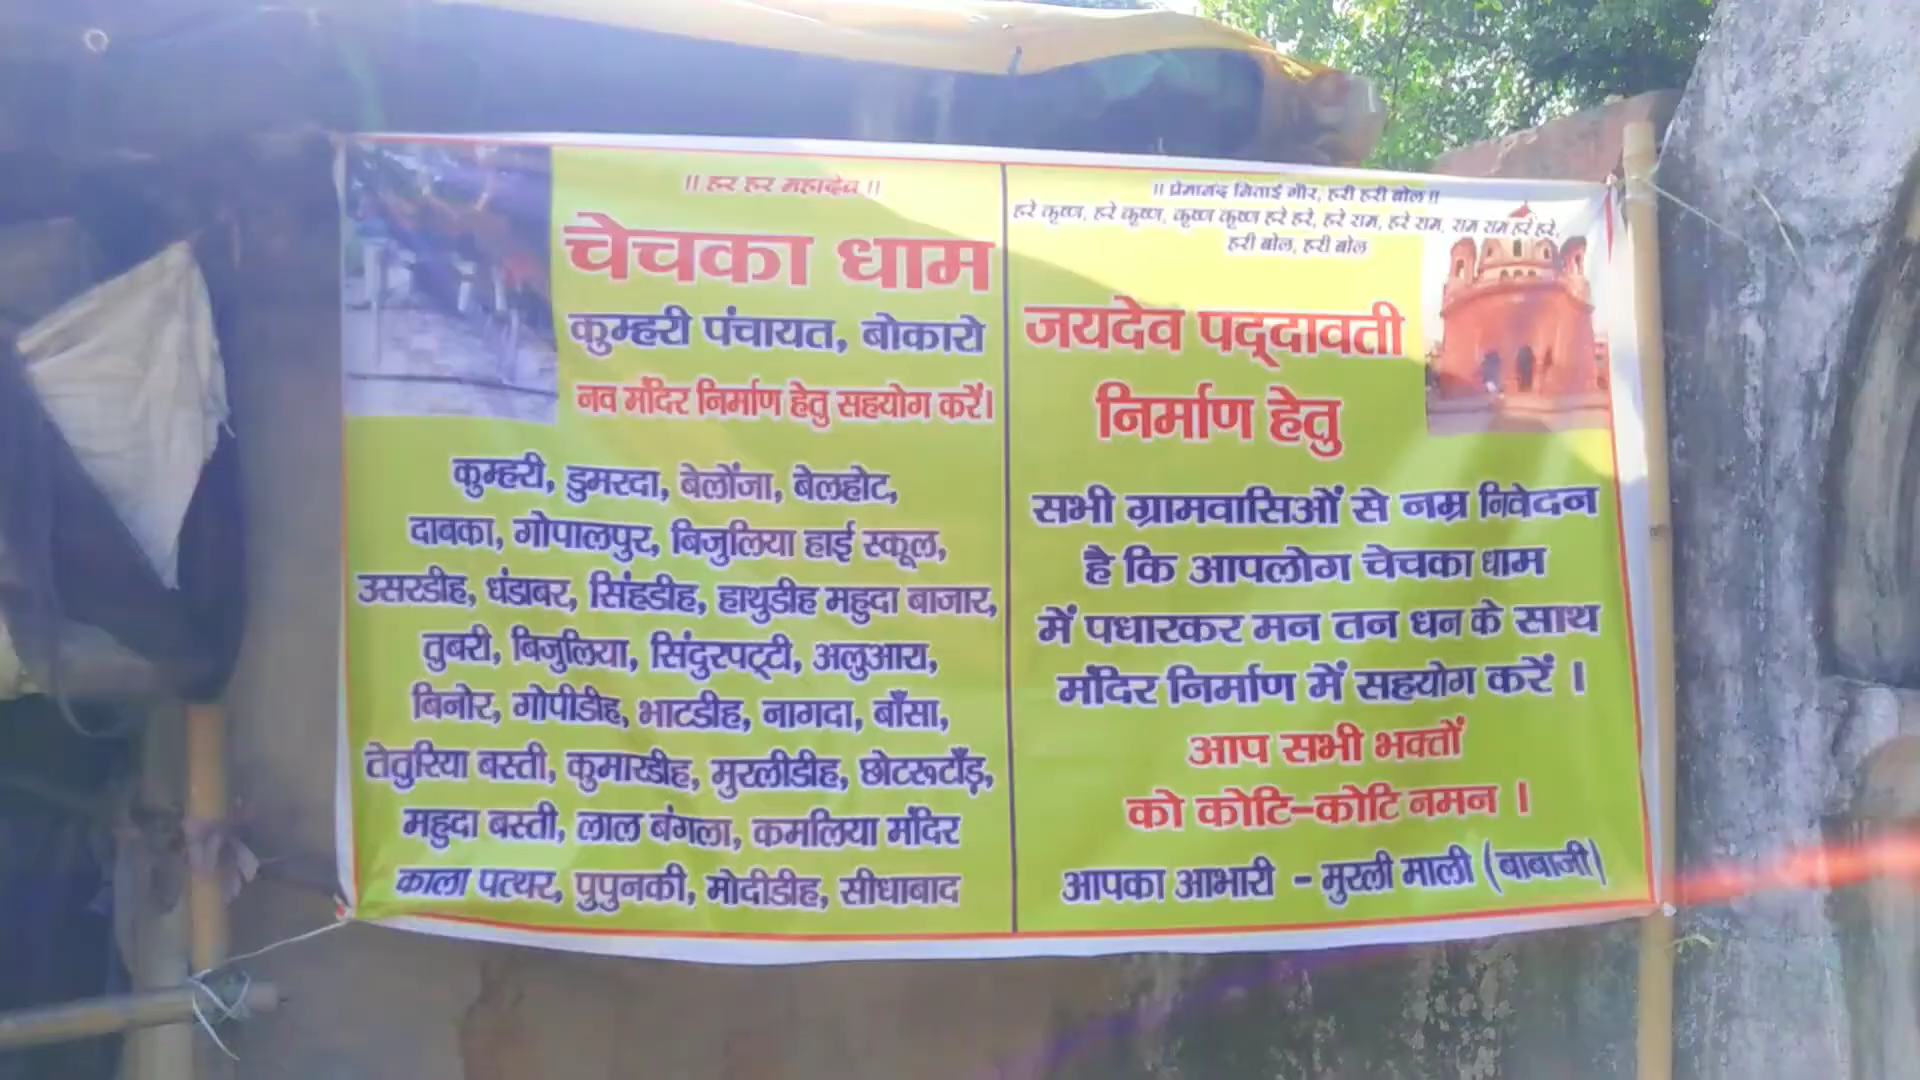 ॥ हर हर महादेव ॥
चेचका धाम
कुम्हरी पंचायत, बोकारो
नव मंदिर निर्माण हेतु सहयोग करें।
कुम्हरी, डुमरदा, बेलोंजा, बेलहोट,
दाबका, गोपालपुर, बिजुलिया हाई स्कूल,
उसरडीह, धंडाबर, सिंहडीह, हाथुडीह महुदा बाजार,
तुबरी, बिजुलिया, सिंदुरपट्टी, अलुआरा,
बिनोर, गोपीडीह, भाटडीह, नागदा, बाँसा,
तेतुरिया बस्ती, कुमारडीह, मुरलीडीह, छोटरूटाँड़,
महुदा बस्ती, लाल बंगला, कमलिया मंदिर
काला पत्थर, पुपुनकी, मोदीडीह, सीधाबाद
॥ प्रेमानंद निताई गौर, हरी हरी बोल ॥
हरे कृष्ण, हरे कृष्ण, कृष्ण कृष्ण हरे हरे, हरे राम, हरे राम, राम राम हरे हरे,
हरी बोल, हरी बोल
जयदेव पद्दावती
निर्माण हेतु
सभी ग्रामवासिओं से नम्र निवेदन
है कि आपलोग चेचका धाम
में पधारकर मन तन धन के साथ
मंदिर निर्माण में सहयोग करें ।
आप सभी भक्तों
को कोटि-कोटि नमन ।
आपका आभारी - मुरली माली (बाबाजी)